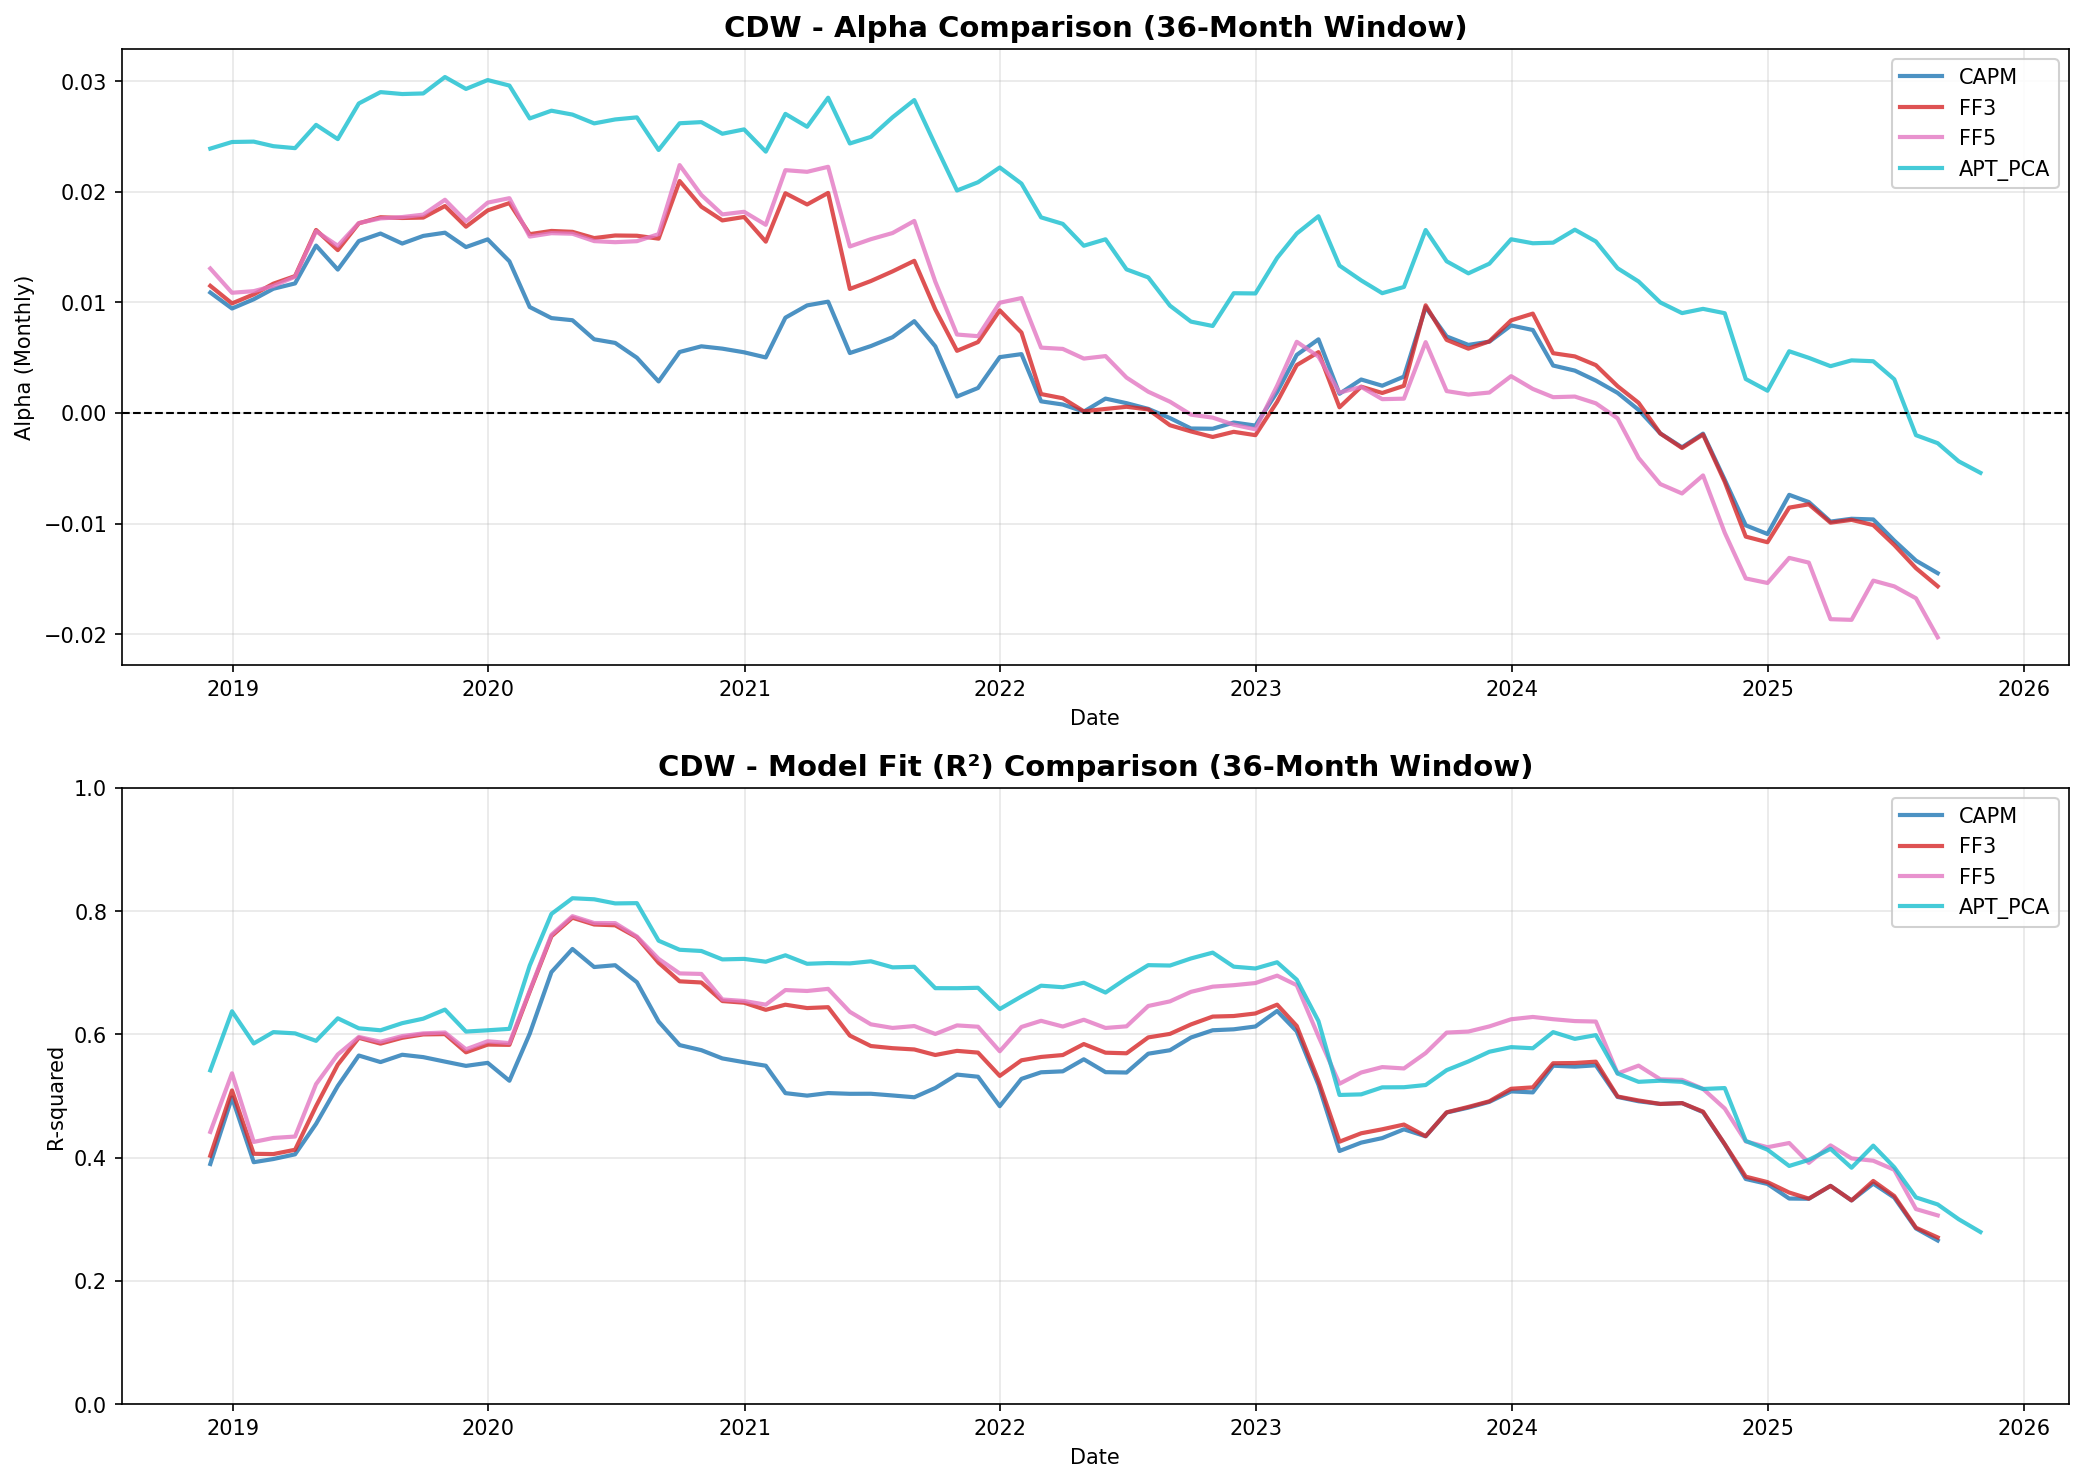 CDW - Alpha Comparison (36-Month Window)
Alpha (Monthly)
0.03
0.02
0.01
0.00
−0.01
−0.02
CAPM
FF3
FF5
APT_PCA
2019 2020 2021 2022 2023 2024 2025 2026
Date
CDW - Model Fit (R²) Comparison (36-Month Window)
R-squared
1.0
0.8
0.6
0.4
0.2
0.0
CAPM
FF3
FF5
APT_PCA
2019 2020 2021 2022 2023 2024 2025 2026
Date